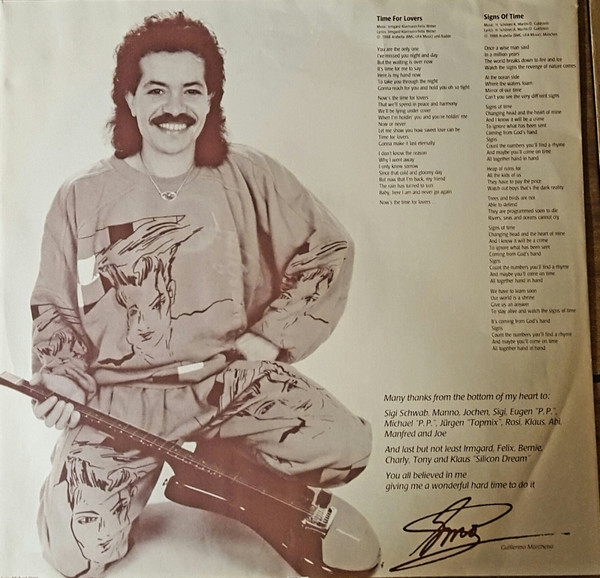 Time For Lovers
Music: Irmgard Klarmann/Felix Weber
Lyrics: Irmgard Klarmann/Felix Weber
You are the only one
I've missed you night and day
But the waiting is over now
It's time for me to say
Here is my hand now
To take you through the night
Gonna reach for you and hold you oh so tight
Now's the time for lovers
That we'll spend in peace and harmony
We'll be lying under cover
When I'm holdin' you and you're holdin' me
Now or never
Let me show you how sweet love can be
Time for lovers
Gonna make it last eternally
I don't know the reason
Why I went away
I only knew sorrow
Since that cold and gloomy day
But now that I'm back, my friend
The rain has turned to sun
Baby, here I am and never go again
Now's the time for lovers ...
Signs Of Time
Once a wise man said
In a million years
The world breaks down to fire and ice
Watch the signs the revenge of nature comes
At the ocean side
Where the waters foam
Mirror of our time
Can't you see the very diff'rent signs
Signs of time
Changing head and the heart of mine
And I know it will be a crime
To ignore what has been sent
Coming from God's hand
Signs
Count the numbers you'll find a rhyme
And maybe you'll come on time
All together hand in hand
Heap of ruins for
All the kids of us
They have to pay the price
Watch out boys that's the dark reality
Trees and birds are not
Able to defend
They are programmed soon to die
Rivers, seas and oceans cannot cry
Signs of time
Changing head and the heart of mine
And I know it will be a crime
To ignore what has been sent
Coming from God's hand
Signs
Count the numbers you'll find a rhyme
And maybe you'll come on time
All together hand in hand
We have to learn soon
Our world is a shrine
Give us an answer
To stay alive and watch the signs of time
It's coming from God's hand
Signs
Count the numbers you'll find a rhyme
And maybe you'll come on time
All together hand in hand
Many thanks from the bottom of my heart to:
Sigi Schwab, Manno, Jochen, Sigi, Eugen "P.P.",
Michael "P.P.", Jürgen "Topmix", Rasi, Klaus, Abi,
Manfred and Joe
And last but not least Irmgard, Felix, Bernie,
Charly, Tony and Klaus "Silicon Dream"
You all believed in me
giving me a wonderful hard time to do it
Guillermo Marchena